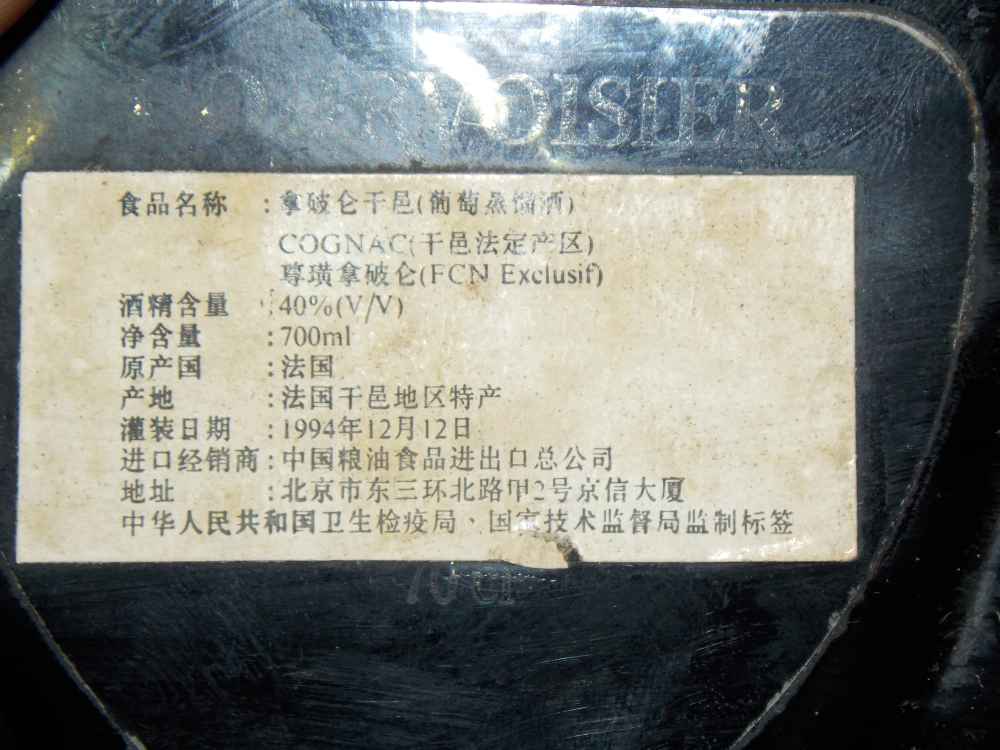 RVOISIER
食品名称 :拿破仑干邑(葡萄蒸馏酒)
COGNAC(干邑法定产区)
尊璜拿破仑(FCN Exclusif)
酒精含量 :40%(V/V)
净含量 :700ml
原产国 :法国
产地 :法国干邑地区特产
灌装日期 :1994年12月12日
进口经销商:中国粮油食品进出口总公司
地址 :北京市东三环北路甲2号京信大厦
中华人民共和国卫生检疫局、国家技术监督局监制标签
70 cl